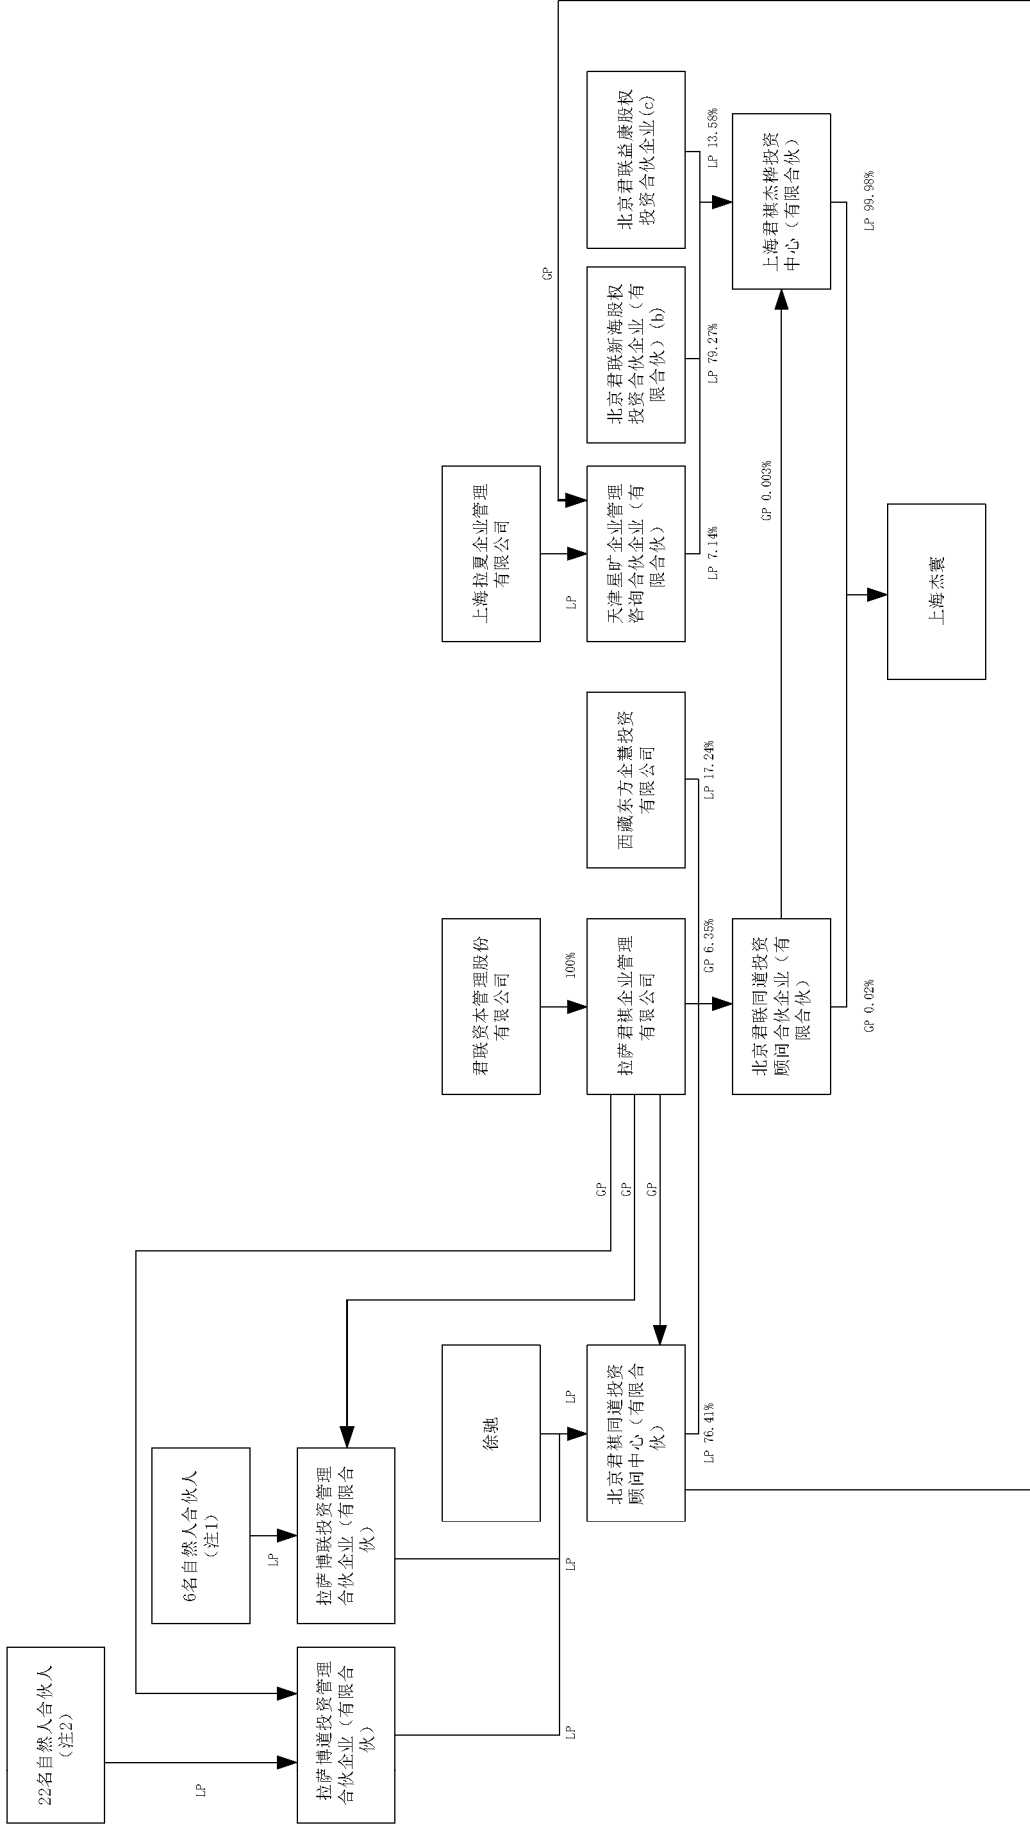 22名自然人合伙人
（注2）
6名自然人合伙人
（注1）
LP
LP
拉萨博道投资管理
合伙企业（有限合
伙）
拉萨博联投资管理
合伙企业（有限合
伙）
徐驰
君联资本管理股份
有限公司
上海拉夏企业管理
有限公司
GP
LP
LP
LP
100%
LP
GP
GP
GP
北京君祺同道投资
顾问中心（有限合
伙）
拉萨君祺企业管理
有限公司
西藏东方企慧投资
有限公司
天津星旷企业管理
咨询合伙企业（有
限合伙）
北京君联新海股权
投资合伙企业（有
限合伙）(b)
北京君联益康股权
投资合伙企业(c)
LP 76.41%
GP 6.35%
LP 17.24%
LP 7.14%
LP 79.27%
LP 13.58%
GP 0.003%
北京君联同道投资
顾问合伙企业（有
限合伙）
上海君祺杰桦投资
中心（有限合伙）
GP 0.02%
LP 99.98%
上海杰寰